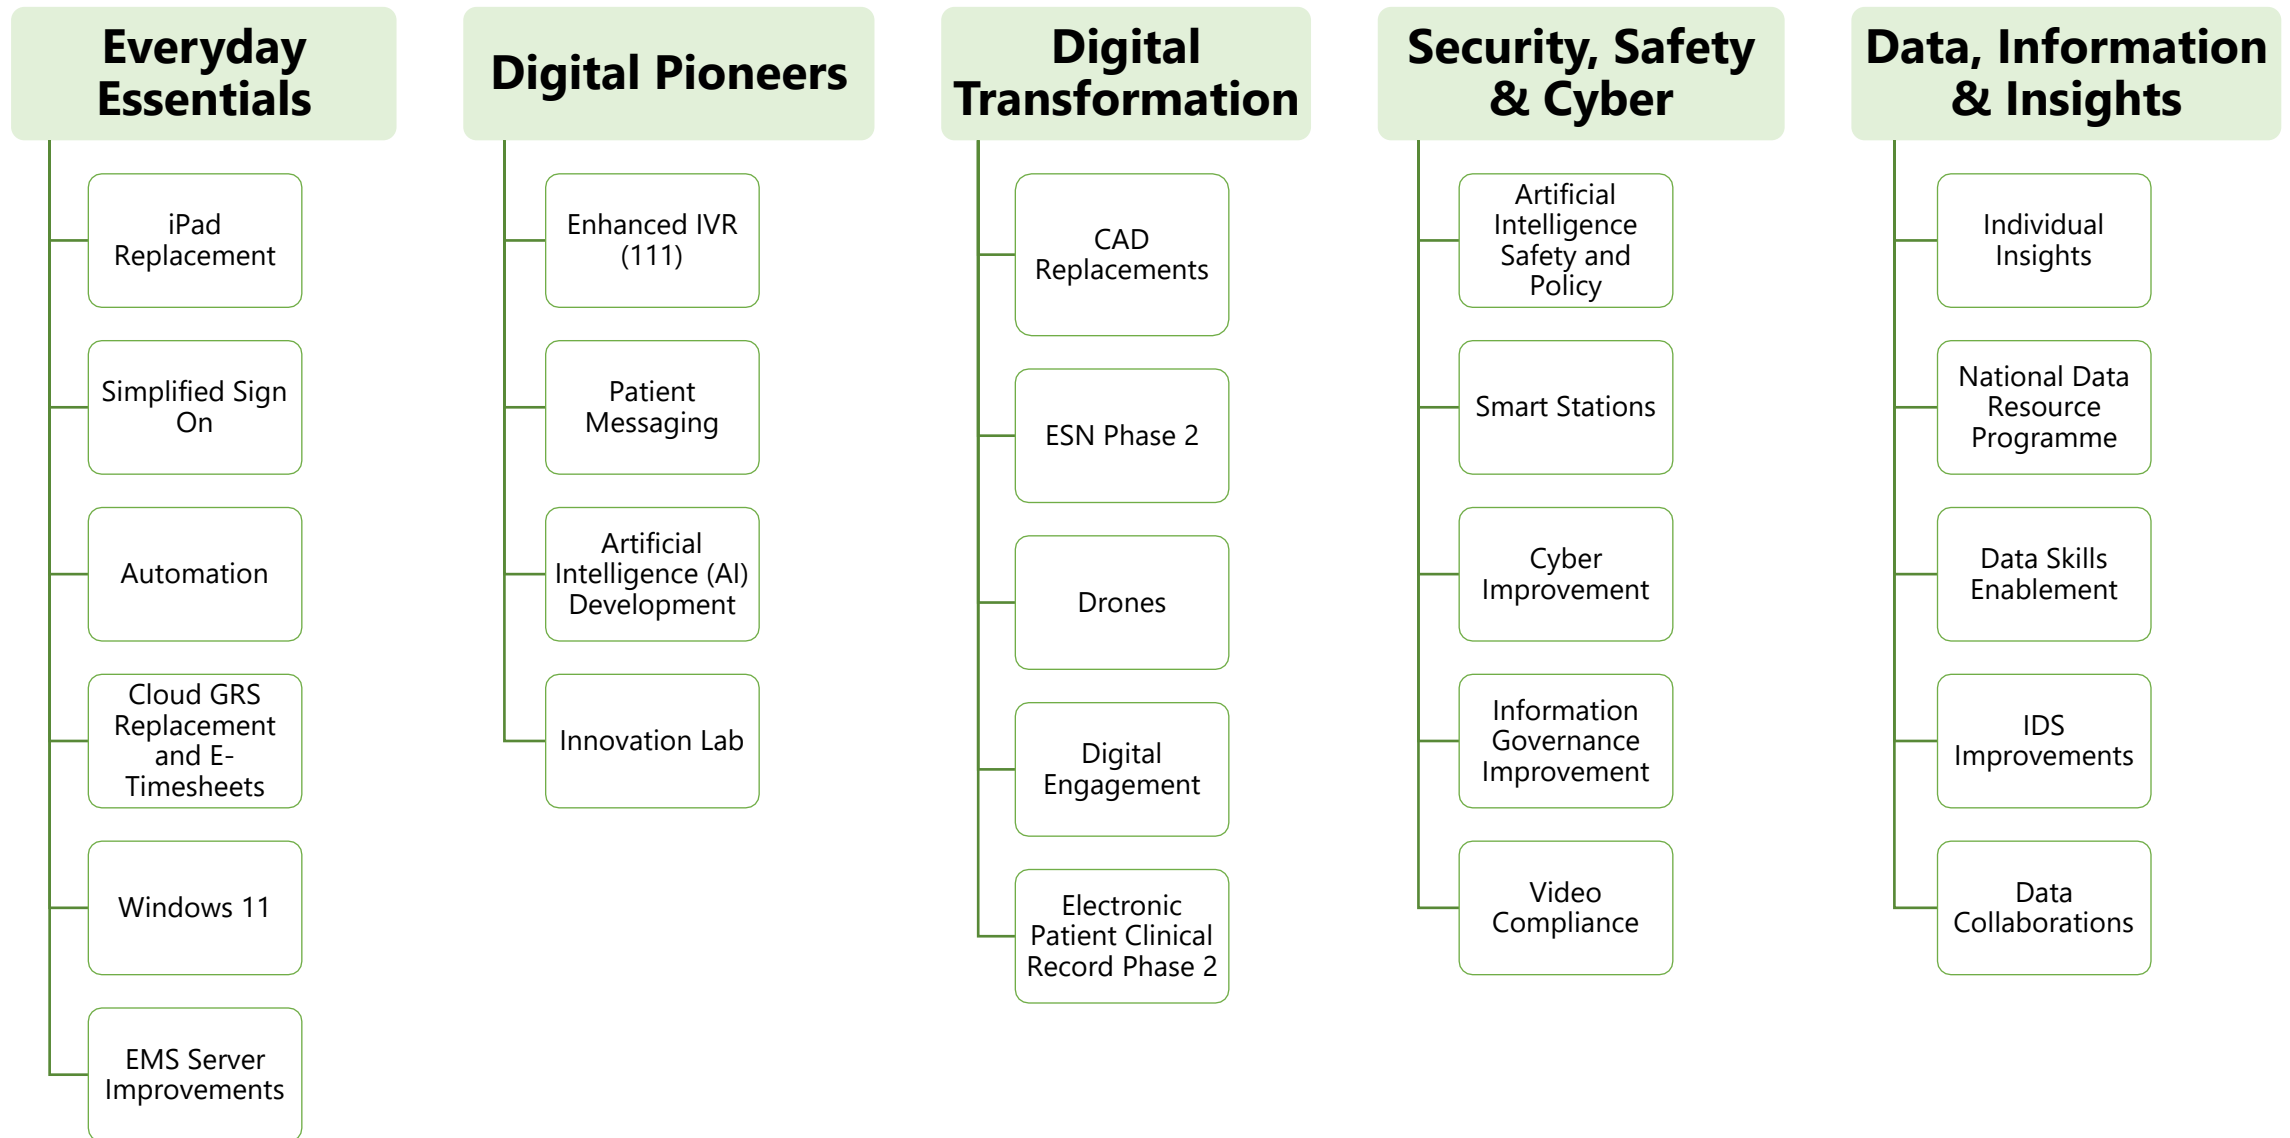 Everyday
Essentials
iPad
Replacement
Simplified Sign
On
Automation
Cloud GRS
Replacement
and E-
Timesheets
Windows 11
EMS Server
Improvements
Digital Pioneers
Enhanced IVR
(111)
Patient
Messaging
Artificial
Intelligence (AI)
Development
Innovation Lab
Digital
Transformation
CAD
Replacements
ESN Phase 2
Drones
Digital
Engagement
Electronic
Patient Clinical
Record Phase 2
Security, Safety
& Cyber
Artificial
Intelligence
Safety and
Policy
Smart Stations
Cyber
Improvement
Information
Governance
Improvement
Video
Compliance
Data, Information
& Insights
Individual
Insights
National Data
Resource
Programme
Data Skills
Enablement
IDS
Improvements
Data
Collaborations